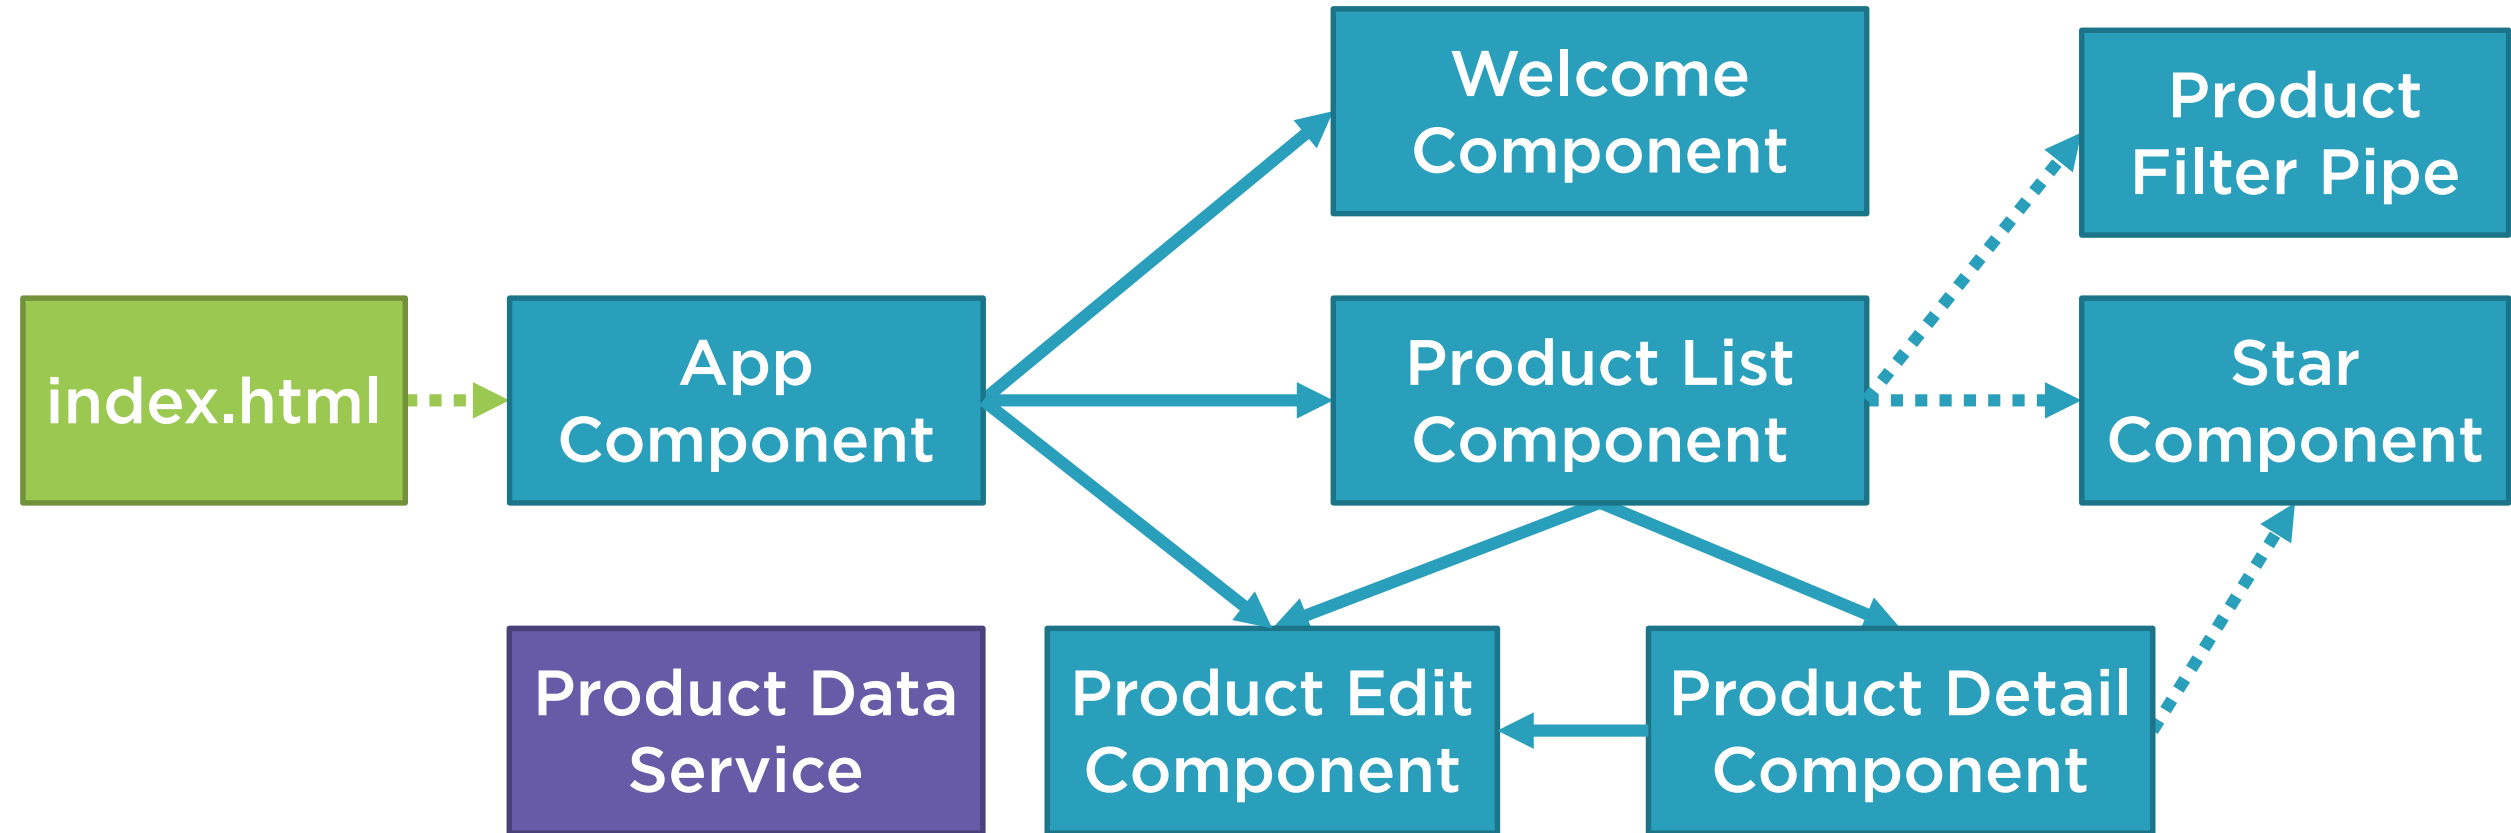 Welcome
Component
Product
Filter Pipe
index.html
App
Component
Product List
Component
Star
Component
Product Data
Service
Product Edit
Component
Product Detail
Component